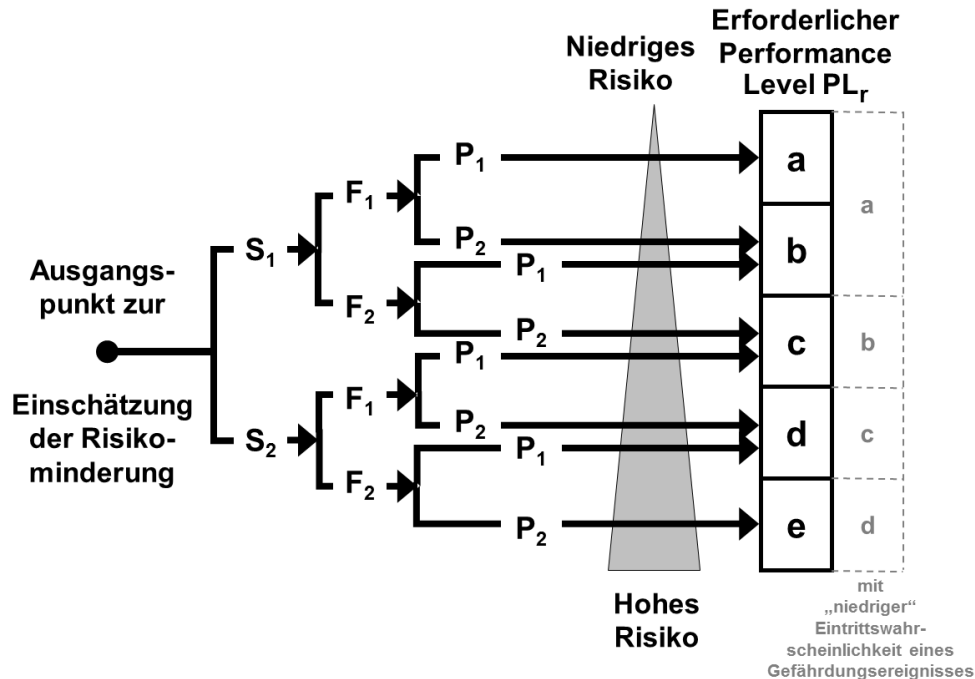 Erforderlicher
Performance
Level PLr
Niedriges
Risiko
Ausgangs-
punkt zur
Einschätzung
der Risiko-
minderung
S1
F1
P1
P2
F2
P1
P2
S2
F1
P1
P2
F2
P1
P2
Hohes
Risiko
a
b
c
d
e
a
b
c
d
mit
„niedriger“
Eintrittswahr-
scheinlichkeit eines
Gefährdungsereignisses